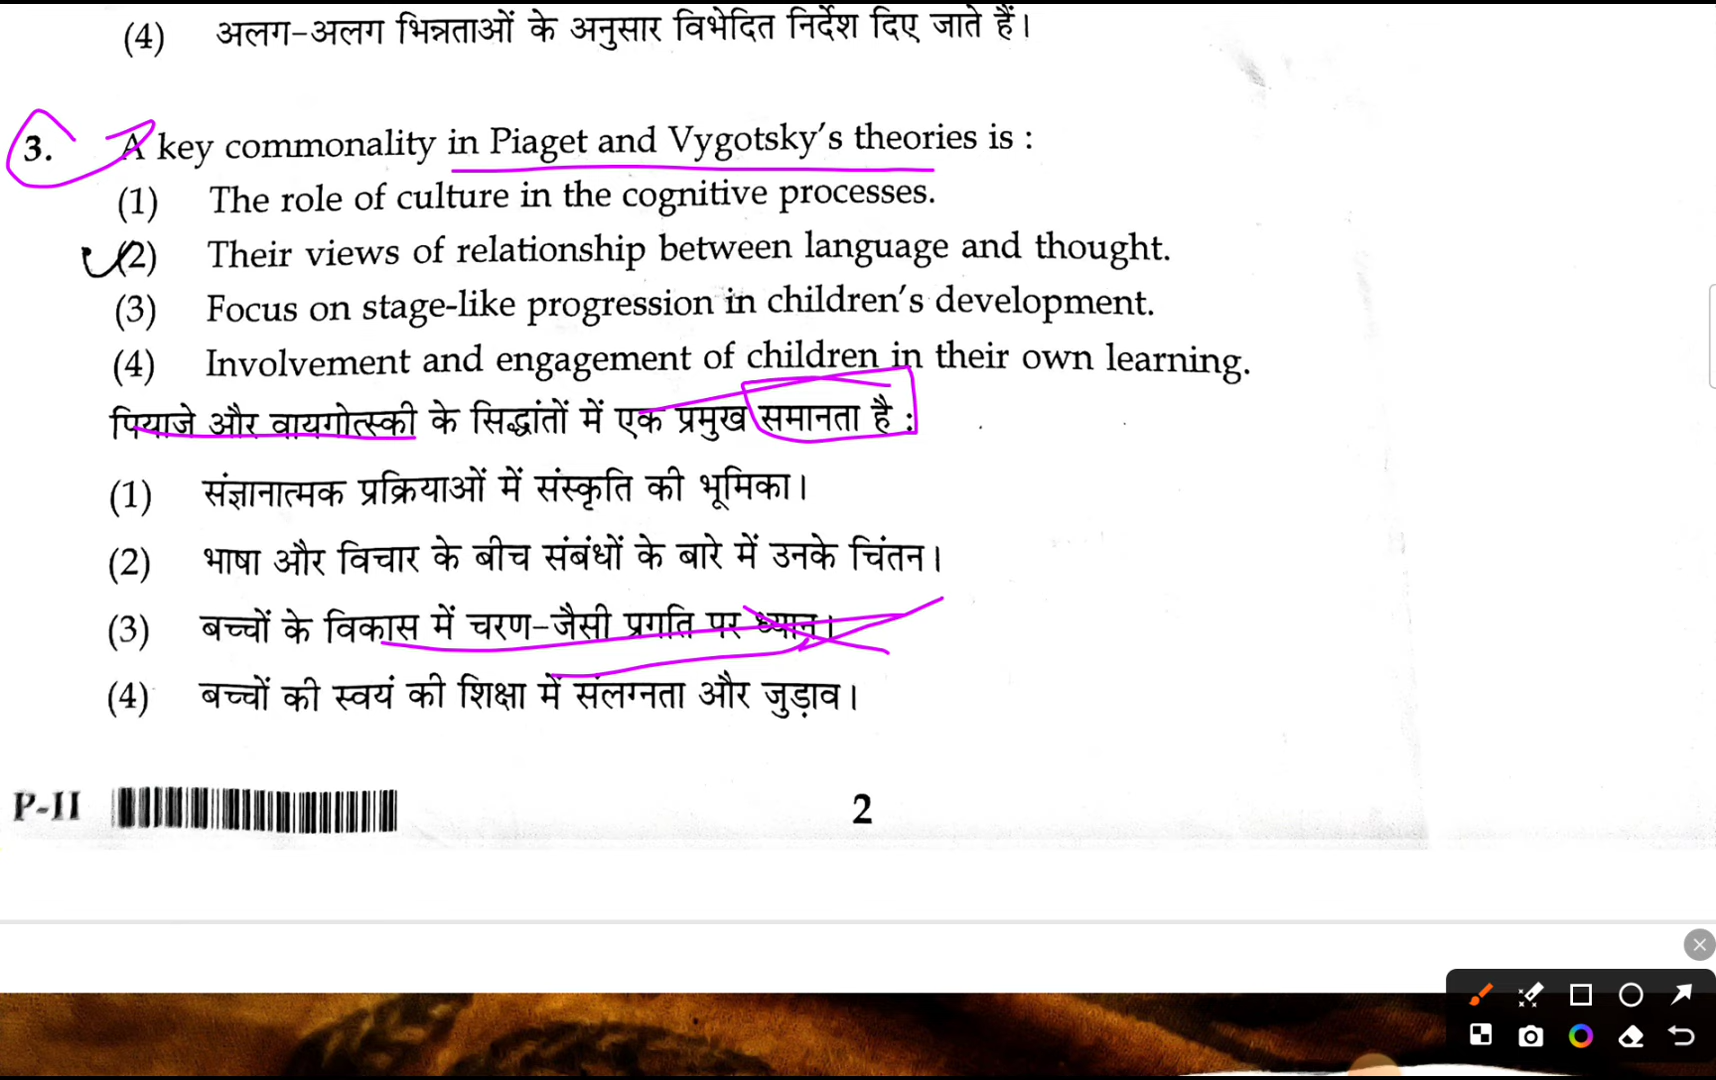 (4) अलग-अलग भिन्नताओं के अनुसार विभेदित निर्देश दिए जाते हैं।
3. A key commonality in Piaget and Vygotsky's theories is :
(1) The role of culture in the cognitive processes.
(2) Their views of relationship between language and thought.
(3) Focus on stage-like progression in children's development.
(4) Involvement and engagement of children in their own learning.
पियाजे और वायगोत्स्की के सिद्धांतों में एक प्रमुख समानता है :
(1) संज्ञानात्मक प्रक्रियाओं में संस्कृति की भूमिका।
(2) भाषा और विचार के बीच संबंधों के बारे में उनके चिंतन।
(3) बच्चों के विकास में चरण-जैसी प्रगति पर ध्यान।
(4) बच्चों की स्वयं की शिक्षा में संलग्नता और जुड़ाव।
P-II 2